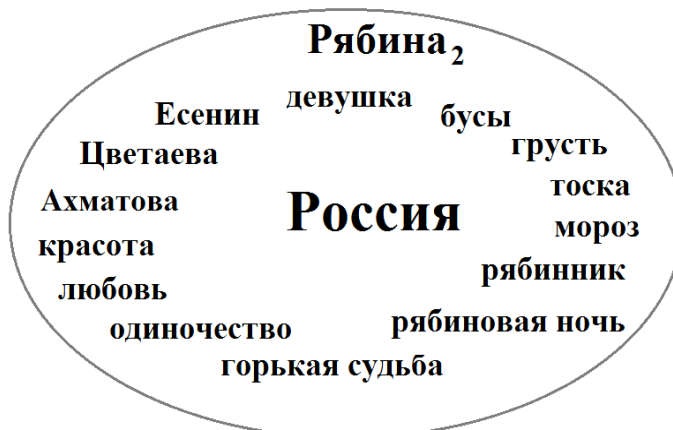 Рябина₂
девушка
Есенин
бусы
Цветаева
грусть
Ахматова
тоска
Россия
мороз
красота
рябинник
любовь
рябиновая ночь
одиночество
горькая судьба